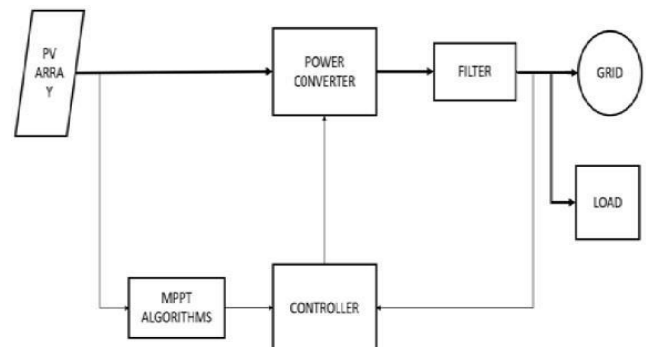 PV
ARRA
Y
POWER
CONVERTER
FILTER
GRID
LOAD
MPPT
ALGORITHMS
CONTROLLER